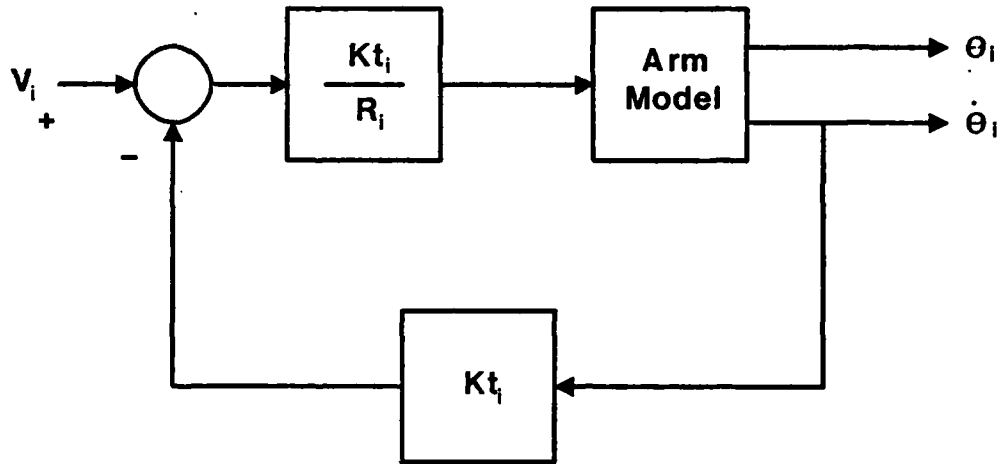 V_i
+
−
Kt_i
R_i
Arm
Model
Θ_i
Θ̇_i
Kt_i